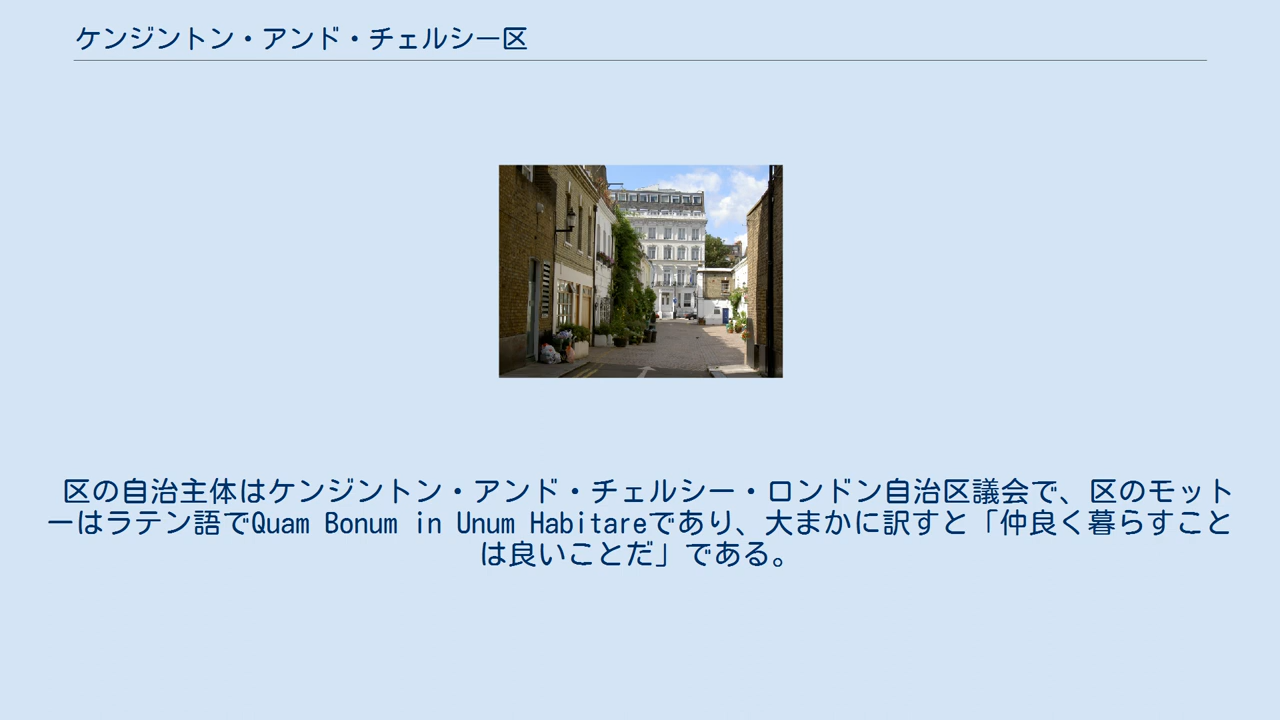 ケンジントン・アンド・チェルシー区
区の自治主体はケンジントン・アンド・チェルシー・ロンドン自治区議会で、区のモット
ーはラテン語でQuam Bonum in Unum Habitareであり、大まかに訳すと「仲良く暮らすこと
は良いことだ」である。